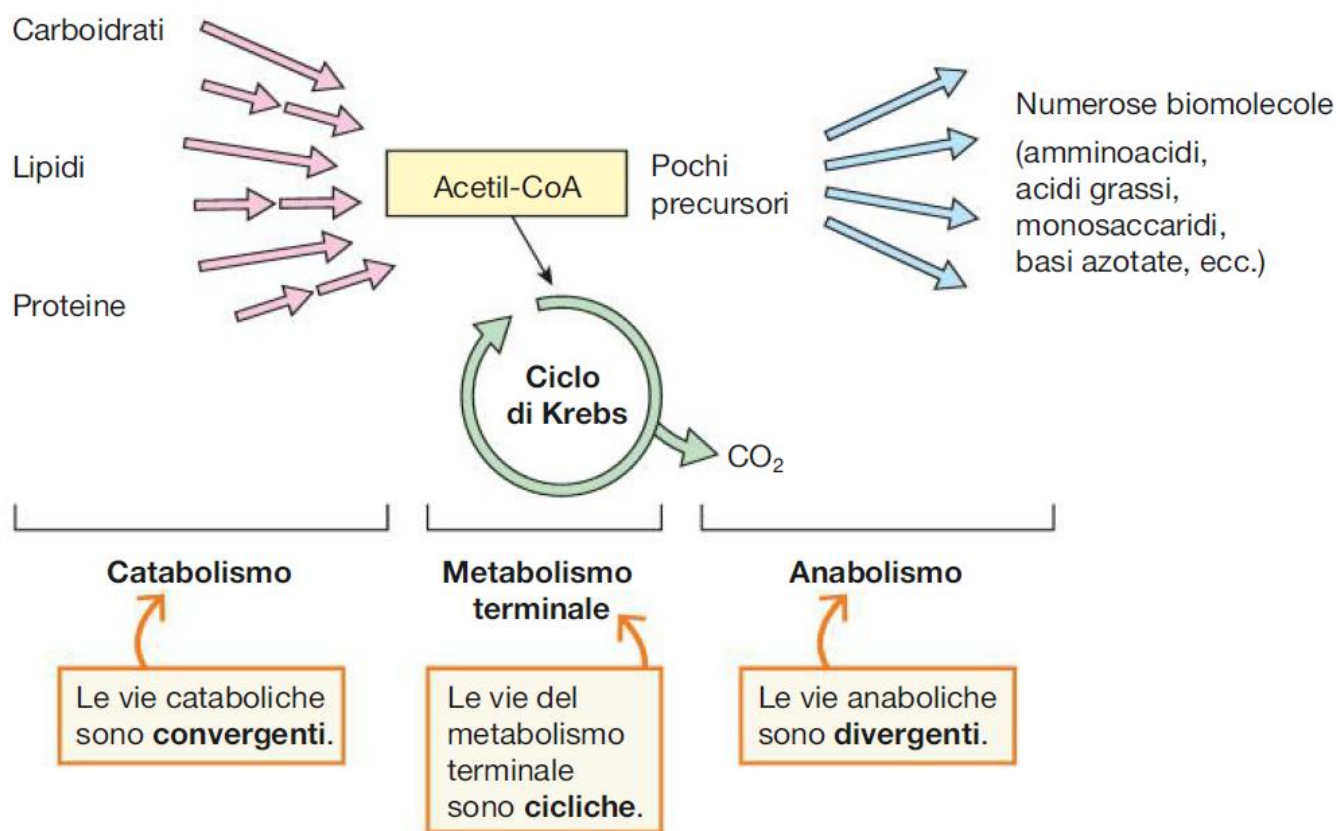 Carboidrati
Lipidi
Proteine
Acetil-CoA
Pochi
precursori
Numerose biomolecole
(amminoacidi,
acidi grassi,
monosaccaridi,
basi azotate, ecc.)
Ciclo
di Krebs
CO₂
Catabolismo
Metabolismo
terminale
Anabolismo
Le vie cataboliche
sono convergenti.
Le vie del
metabolismo
terminale
sono cicliche.
Le vie anaboliche
sono divergenti.